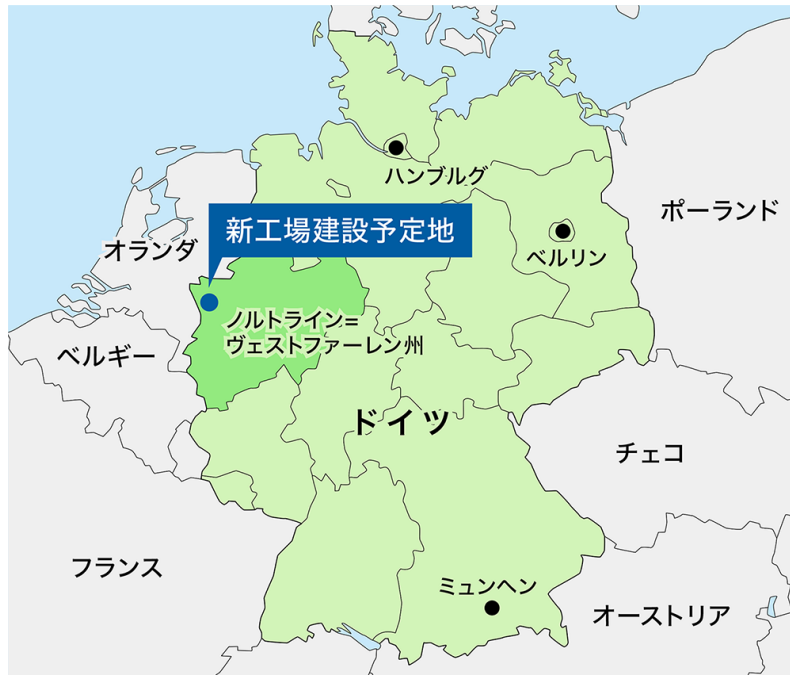 ハンブルグ
ポーランド
新工場建設予定地
オランダ
ベルリン
ノルトライン=
ヴェストファーレン州
ベルギー
ドイツ
チェコ
フランス
ミュンヘン
オーストリア